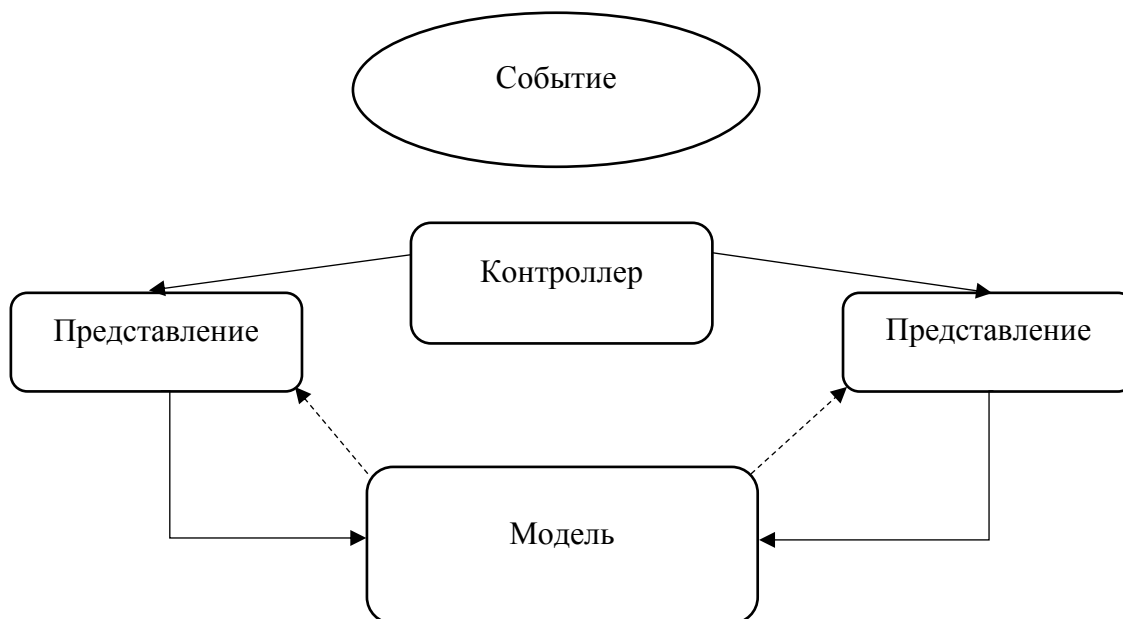 Событие
Контроллер
Представление
Представление
Модель